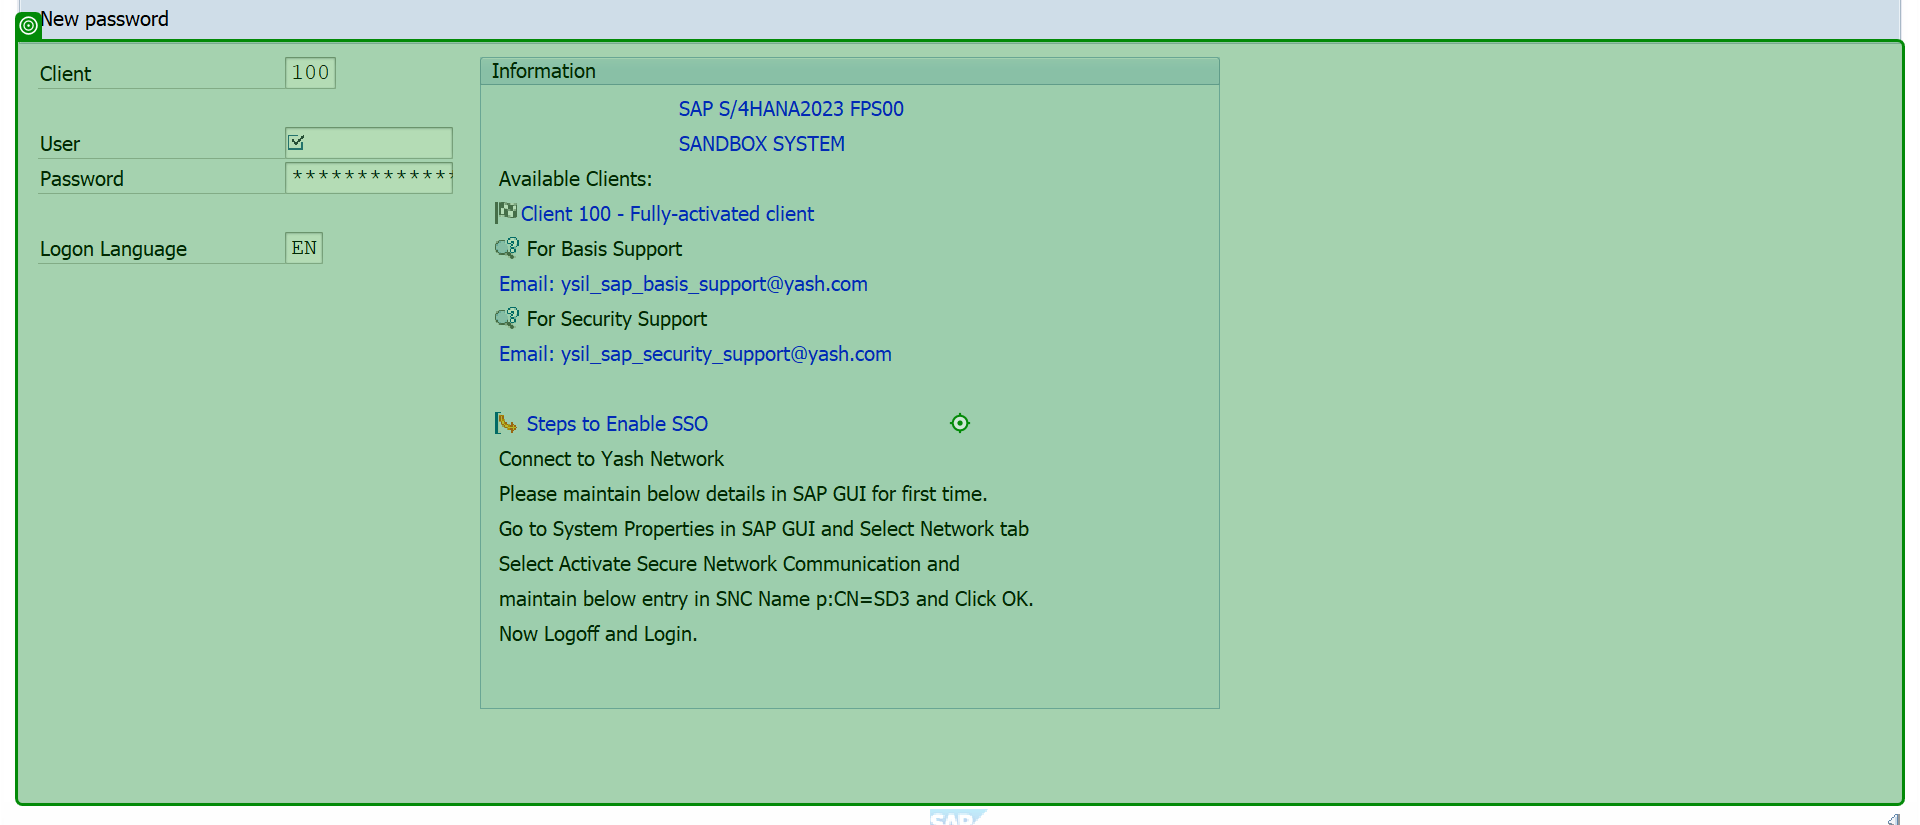 New password
Client 100
Information
SAP S/4HANA2023 FPS00
User
SANDBOX SYSTEM
Password *************
Available Clients:
Client 100 - Fully-activated client
Logon Language EN
For Basis Support
Email: ysil_sap_basis_support@yash.com
For Security Support
Email: ysil_sap_security_support@yash.com
Steps to Enable SSO
Connect to Yash Network
Please maintain below details in SAP GUI for first time.
Go to System Properties in SAP GUI and Select Network tab
Select Activate Secure Network Communication and
maintain below entry in SNC Name p:CN=SD3 and Click OK.
Now Logoff and Login.
SAP